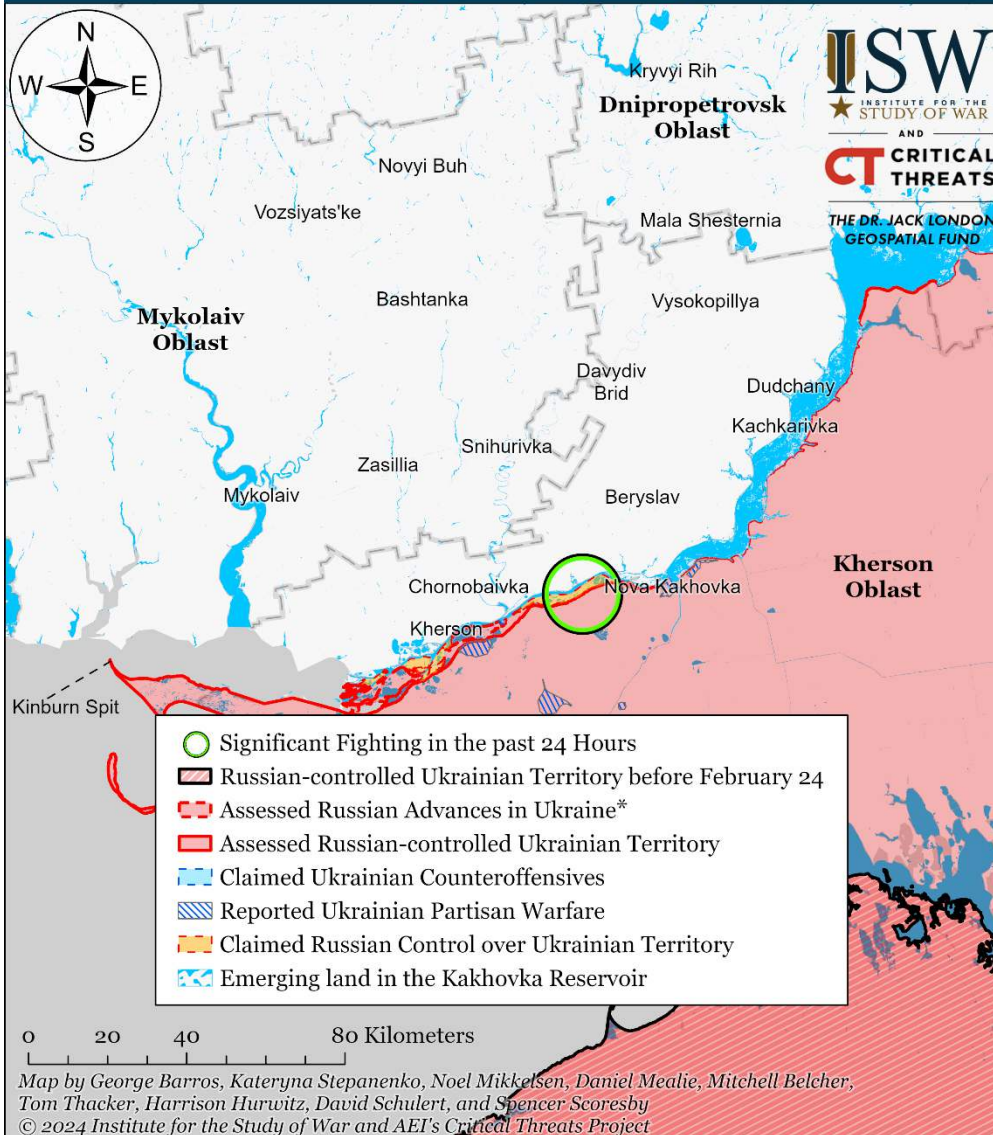 N
W
E
S
ISW
INSTITUTE FOR THE
STUDY OF WAR
AND
CT CRITICAL
THREATS
THE DR. JACK LONDON
GEOSPATIAL FUND
Kryvyi Rih
Dnipropetrovsk
Oblast
Novyi Buh
Vozsiyats'ke
Mala Shesternia
Bashtanka
Vysokopillya
Mykolaiv
Oblast
Davydiv
Brid
Dudchany
Kachkarivka
Snihurivka
Zasillia
Mykolaiv
Beryslav
Kherson
Oblast
Chornobaivka
Nova Kakhovka
Kherson
Kinburn Spit
Significant Fighting in the past 24 Hours
Russian-controlled Ukrainian Territory before February 24
Assessed Russian Advances in Ukraine*
Assessed Russian-controlled Ukrainian Territory
Claimed Ukrainian Counteroffensives
Reported Ukrainian Partisan Warfare
Claimed Russian Control over Ukrainian Territory
Emerging land in the Kakhovka Reservoir
0 20 40 80 Kilometers
Map by George Barros, Kateryna Stepanenko, Noel Mikkelsen, Daniel Mealie, Mitchell Belcher,
Tom Thacker, Harrison Hurwitz, David Schulert, and Spencer Scoresby
© 2024 Institute for the Study of War and AEI's Critical Threats Project